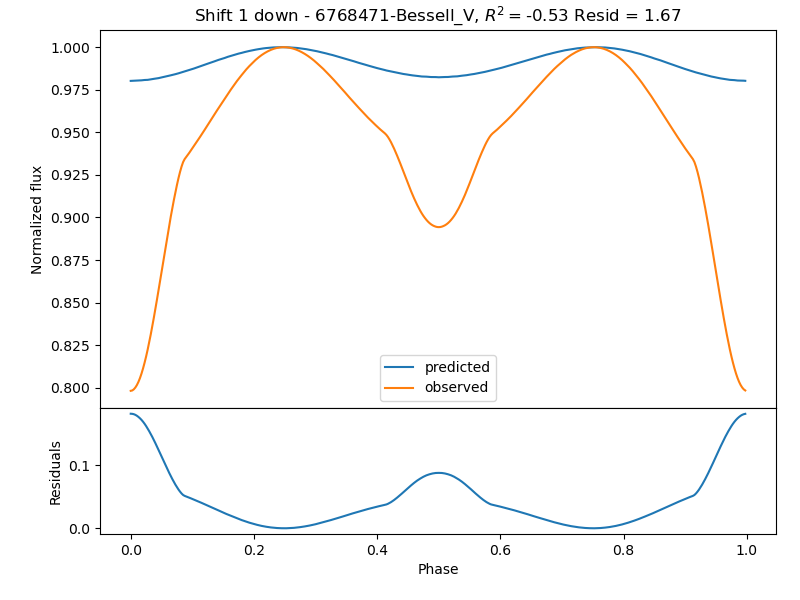 Shift 1 down - 6768471-Bessell_V, R² = -0.53 Resid = 1.67
Normalized flux
1.000
0.975
0.950
0.925
0.900
0.875
0.850
0.825
0.800
predicted
observed
Residuals
0.1
0.0
0.0
0.2
0.4
0.6
0.8
1.0
Phase